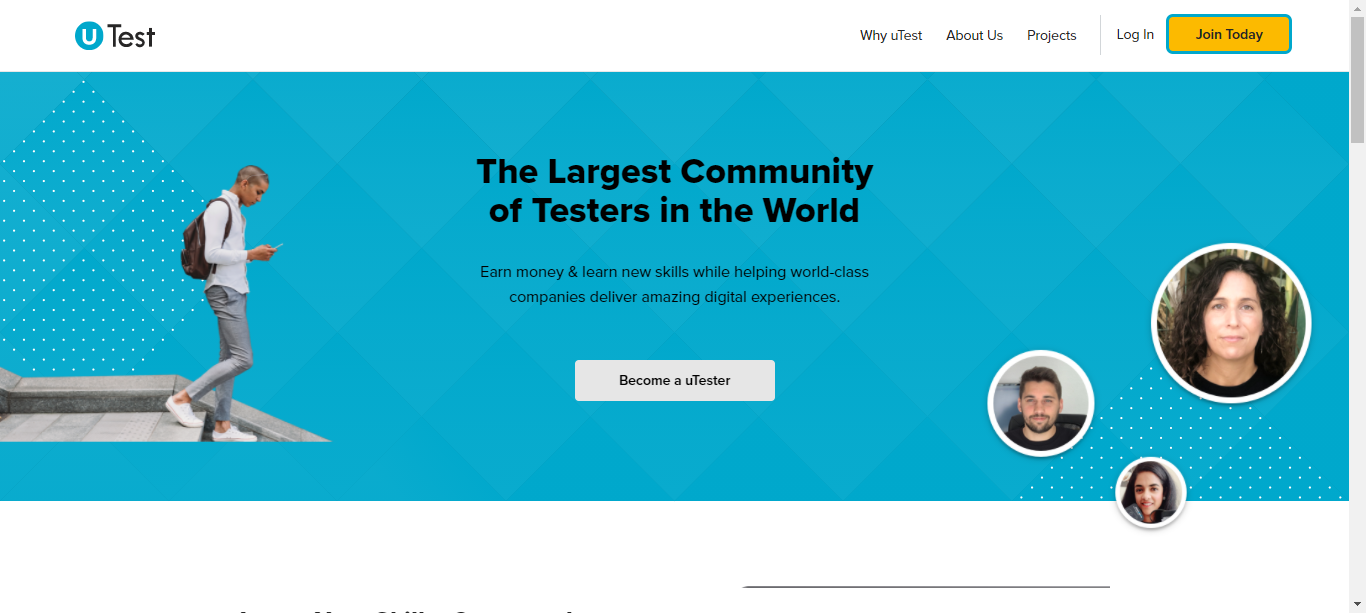 uTest
Why uTest
About Us
Projects
Log In
Join Today
The Largest Community
of Testers in the World
Earn money & learn new skills while helping world-class
companies deliver amazing digital experiences.
Become a uTester